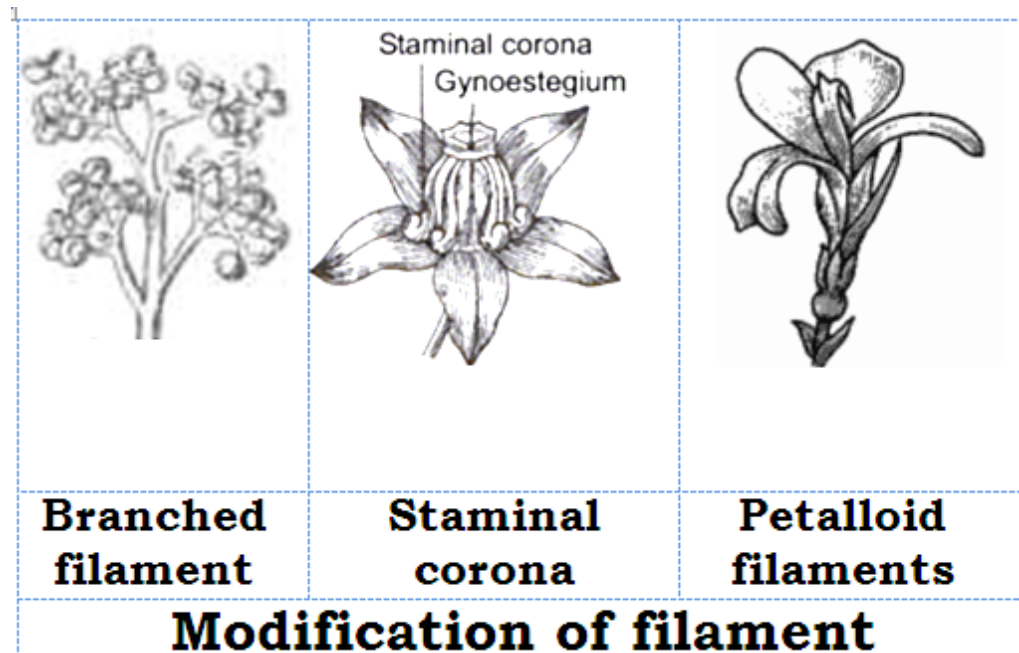 Staminal corona
Gynoestegium
Branched
filament
Staminal
corona
Petalloid
filaments
Modification of filament